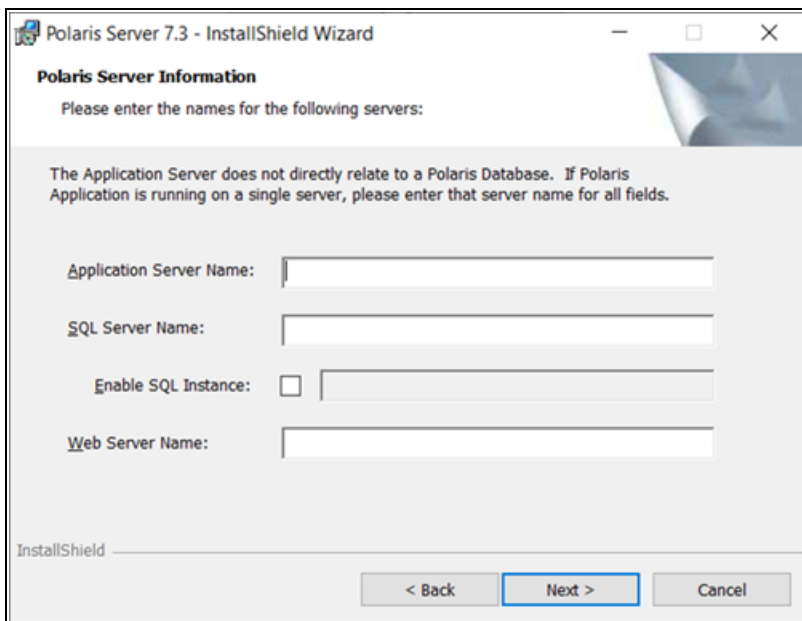 Polaris Server 7.3 - InstallShield Wizard
Polaris Server Information
Please enter the names for the following servers:
The Application Server does not directly relate to a Polaris Database. If Polaris
Application is running on a single server, please enter that server name for all fields.
Application Server Name:
SQL Server Name:
Enable SQL Instance:
Web Server Name:
InstallShield
< Back Next > Cancel